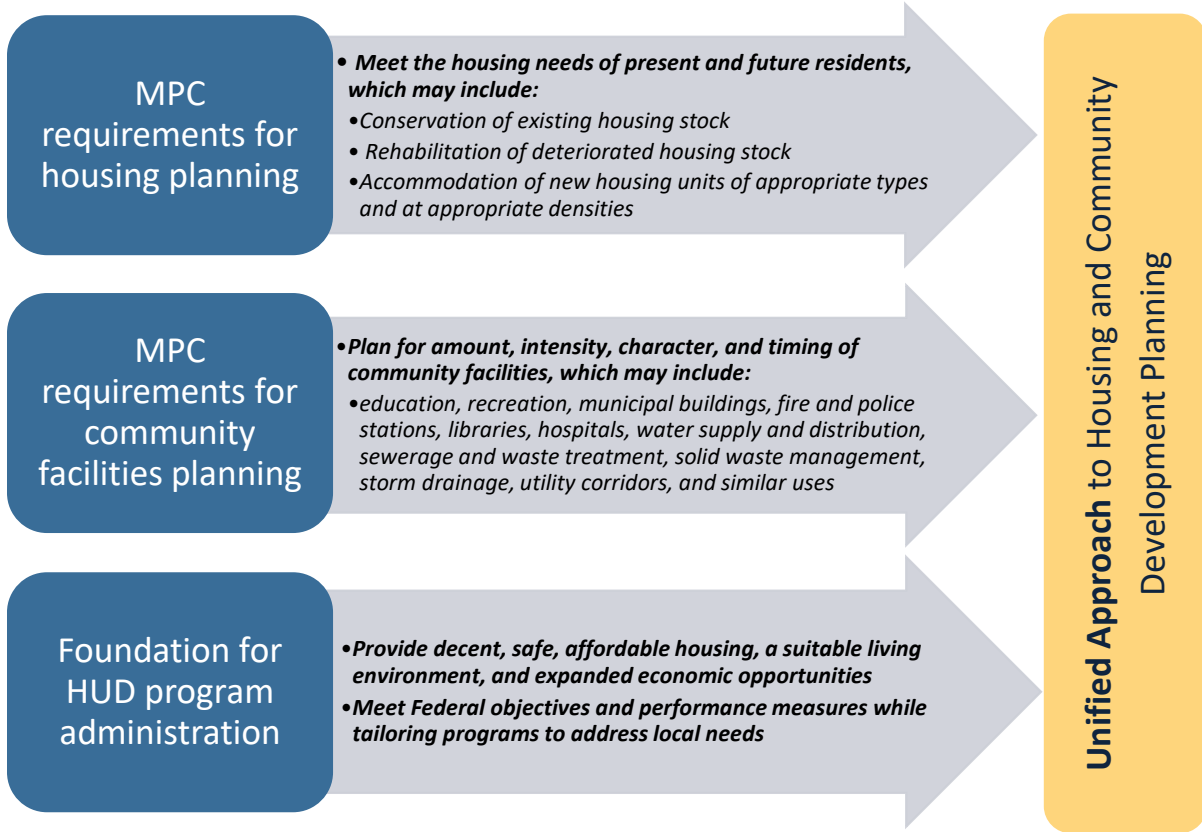 MPC
requirements for
housing planning
• Meet the housing needs of present and future residents,
which may include:
•Conservation of existing housing stock
• Rehabilitation of deteriorated housing stock
•Accommodation of new housing units of appropriate types
and at appropriate densities
MPC
requirements for
community
facilities planning
•Plan for amount, intensity, character, and timing of
community facilities, which may include:
•education, recreation, municipal buildings, fire and police
stations, libraries, hospitals, water supply and distribution,
sewerage and waste treatment, solid waste management,
storm drainage, utility corridors, and similar uses
Foundation for
HUD program
administration
•Provide decent, safe, affordable housing, a suitable living
environment, and expanded economic opportunities
•Meet Federal objectives and performance measures while
tailoring programs to address local needs
Unified Approach to Housing and Community
Development Planning